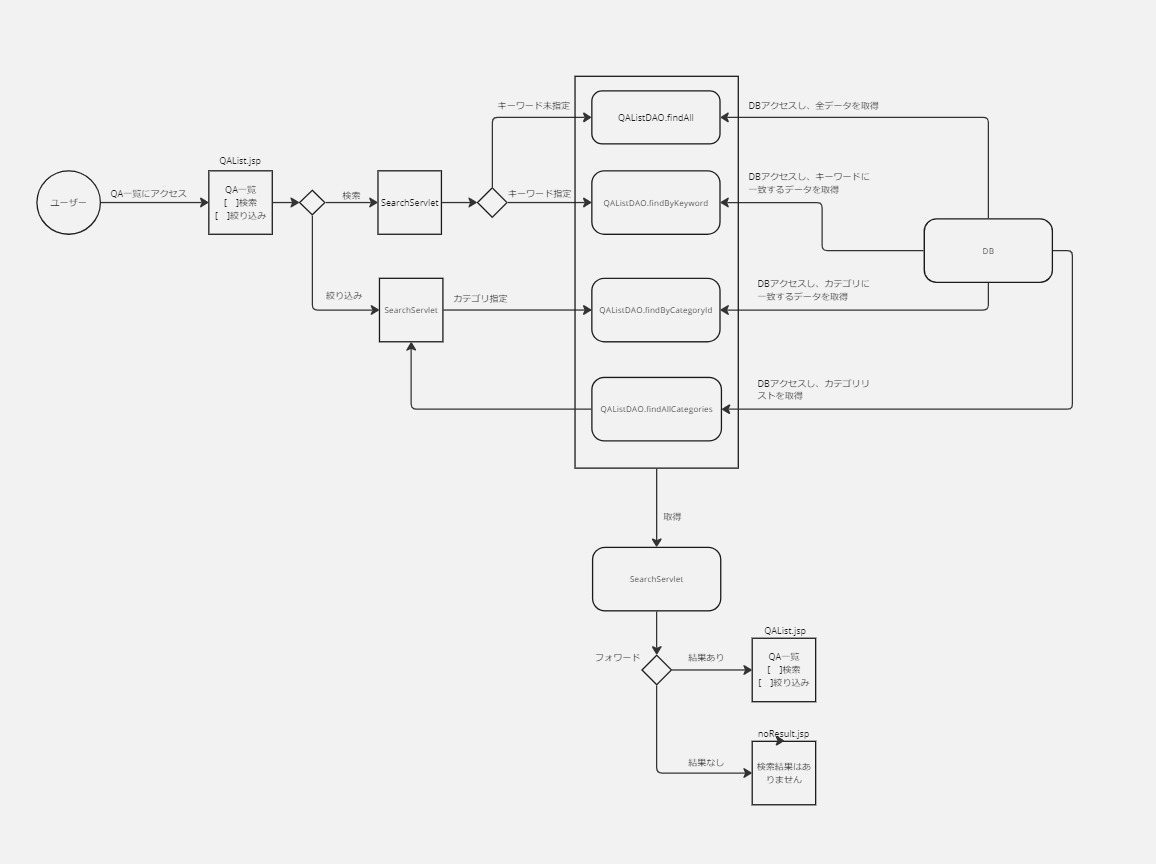 キーワード未指定
DBアクセスし、全データを取得
QAListDAO.findAll
QAList.jsp
ユーザー
QA一覧にアクセス
QA一覧
[　]検索
[　]絞り込み
検索
SearchServlet
キーワード指定
QAListDAO.findByKeyword
DBアクセスし、キーワードに
一致するデータを取得
DB
絞り込み
SearchServlet
カテゴリ指定
QAListDAO.findByCategoryId
DBアクセスし、カテゴリに
一致するデータを取得
QAListDAO.findAllCategories
DBアクセスし、カテゴリリ
ストを取得
取得
SearchServlet
フォワード
結果あり
QAList.jsp
QA一覧
[　]検索
[　]絞り込み
結果なし
noResult.jsp
検索結果はあ
りません